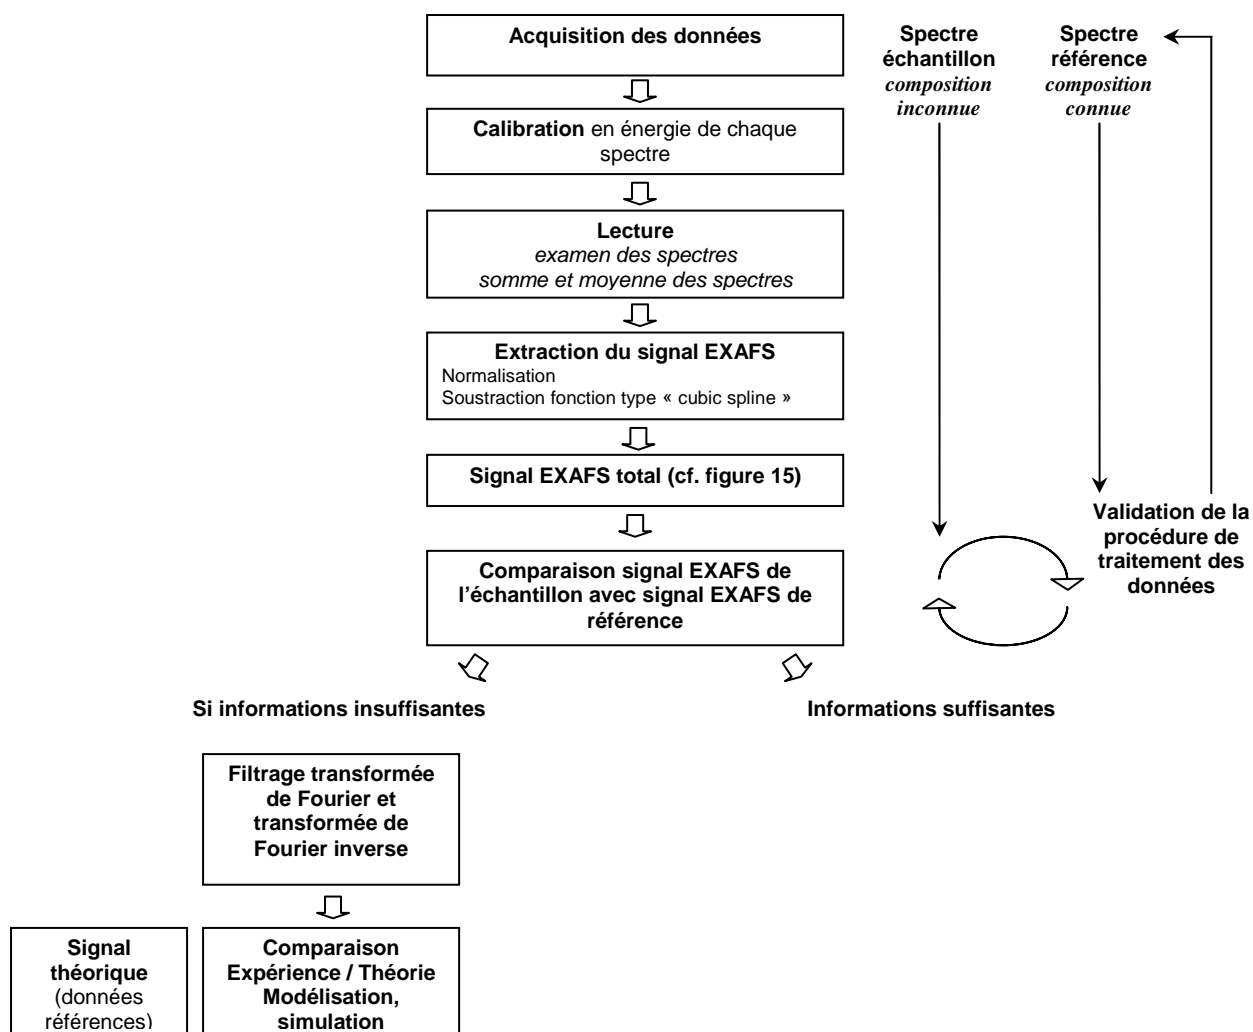 Acquisition des données
Calibration en énergie de chaque
spectre
Lecture
examen des spectres
somme et moyenne des spectres
Extraction du signal EXAFS
Normalisation
Soustraction fonction type « cubic spline »
Signal EXAFS total (cf. figure 15)
Comparaison signal EXAFS de
l'échantillon avec signal EXAFS de
référence
Spectre
échantillon
composition
inconnue
Spectre
référence
composition
connue
Validation de la
procédure de
traitement des
données
Si informations insuffisantes
Informations suffisantes
Filtrage transformée
de Fourier et
transformée de
Fourier inverse
Signal
théorique
(données
références)
Comparaison
Expérience / Théorie
Modélisation,
simulation